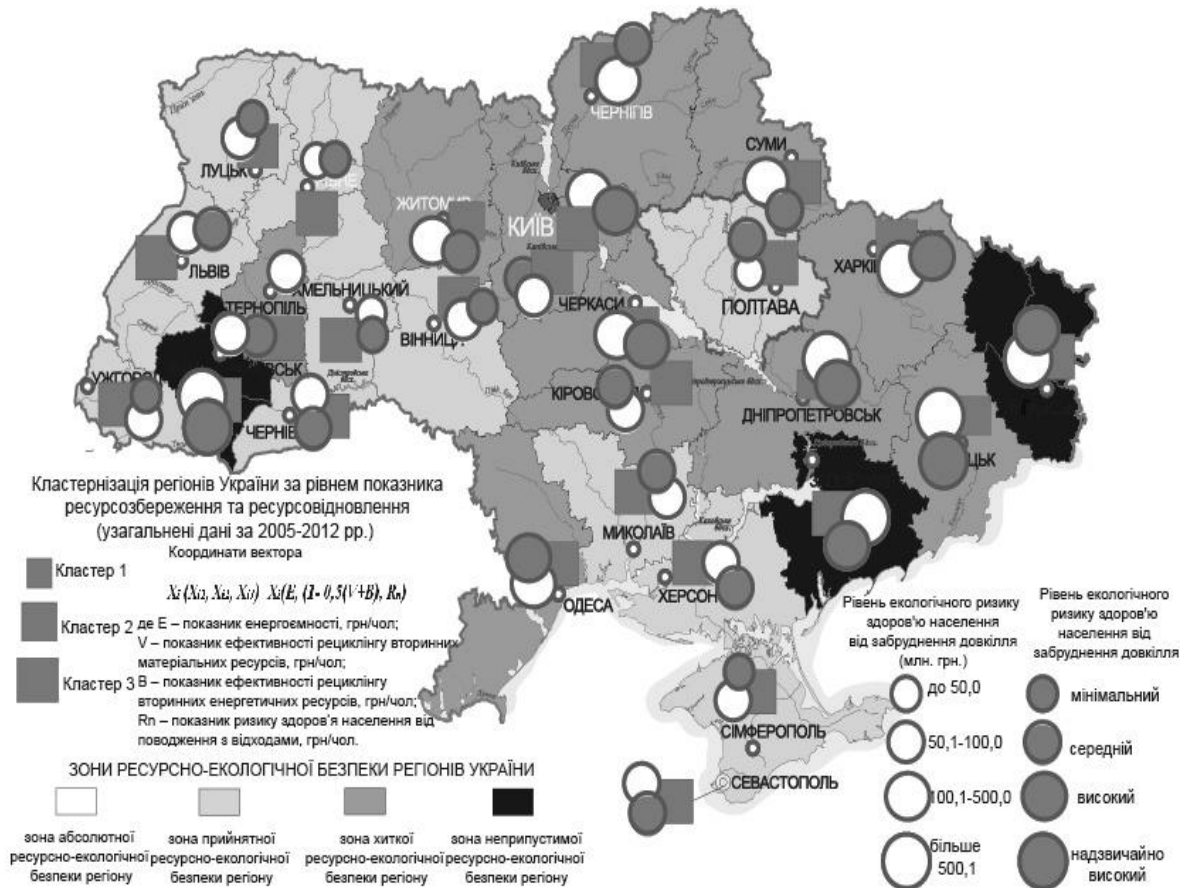 ЧЕРНІГІВ
СУМИ
ЛУЦЬК
ЖИТОМИР
КИЇВ
ЛЬВІВ
ХАРКІ
ТЕРНОПІЛЬ
ХМЕЛЬНИЦЬКИЙ
ЧЕРКАСИ
ПОЛТАВА
ВІННИЦЯ
УЖГОРОД
ВСЬК
КІРОВО
ДНІПРОПЕТРОВСЬК
ЧЕРНІВ
ЦЬК
МИКОЛАЇВ
ХЕРСОН
ОДЕСА
СІМФЕРОПОЛЬ
СЕВАСТОПОЛЬ
Кластернізація регіонів України за рівнем показника
ресурсозбереження та ресурсовідновлення
(узагальнені дані за 2005-2012 рр.)
Координати вектора
Кластер 1
Кластер 2
Кластер 3
де Е – показник енергоємності, грн/чол;
V – показник ефективності рециклінгу вторинних
матеріальних ресурсів, грн/чол;
В – показник ефективності рециклінгу
вторинних енергетичних ресурсів, грн/чол;
Rn – показник ризику здоров'я населення від
поводження з відходами, грн/чол.
ЗОНИ РЕСУРСНО-ЕКОЛОГІЧНОЇ БЕЗПЕКИ РЕГІОНІВ УКРАЇНИ
зона абсолютної
ресурсно-екологічної
безпеки регіону
зона прийнятної
ресурсно-екологічної
безпеки регіону
зона хиткої
ресурсно-екологічної
безпеки регіону
зона неприпустимої
ресурсно-екологічної
безпеки регіону
Рівень екологічного ризику
здоров'ю населення
від забруднення довкілля
(млн. грн.)
до 50,0
50,1-100,0
100,1-500,0
більше
500,1
Рівень екологічного
ризику здоров'ю
населення від
забруднення довкілля
мінімальний
середній
високий
надзвичайно
високий